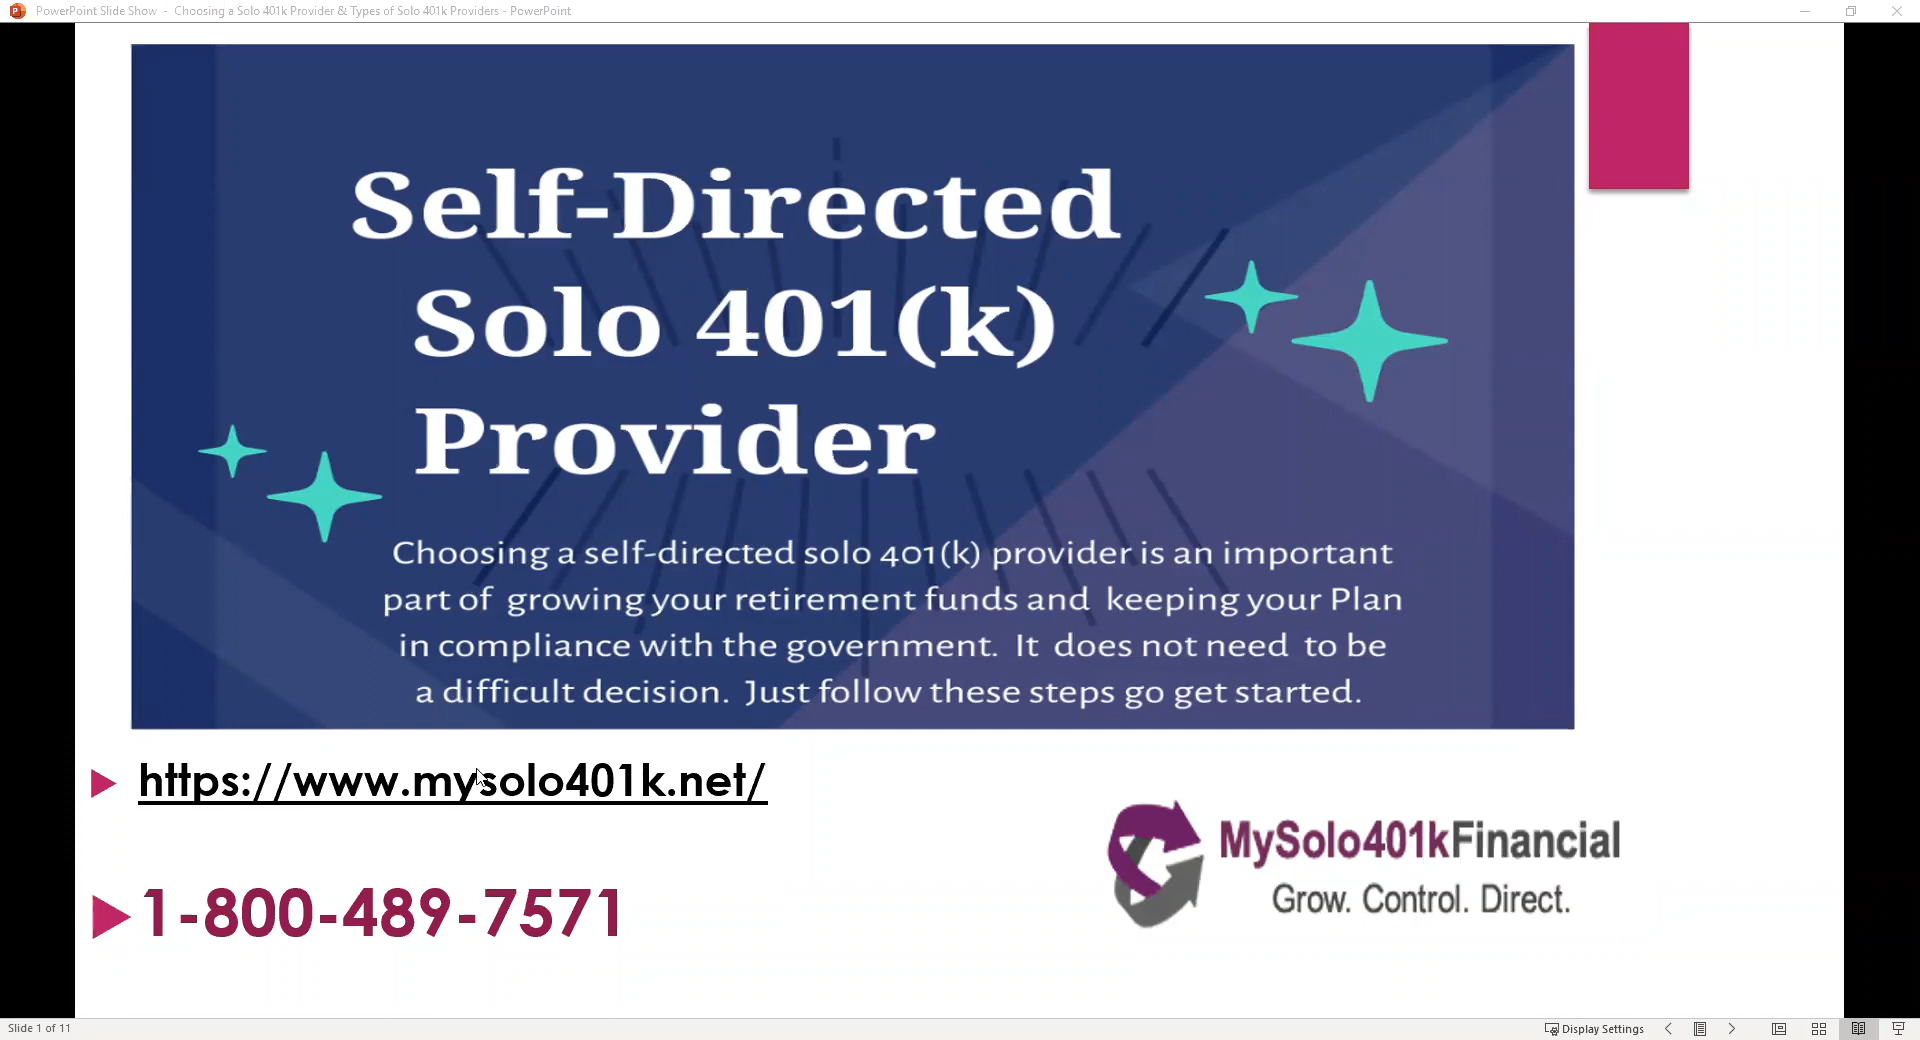 PowerPoint Slide Show - Choosing a Solo 401k Provider & Types of Solo 401k Providers - PowerPoint
Self-Directed
Solo 401(k)
Provider
Choosing a self-directed solo 401(k) provider is an important
part of growing your retirement funds and keeping your Plan
in compliance with the government. It does not need to be
a difficult decision. Just follow these steps go get started.
https://www.mysolo401k.net/
1-800-489-7571
MySolo401kFinancial
Grow. Control. Direct.
Slide 1 of 11
Display Settings